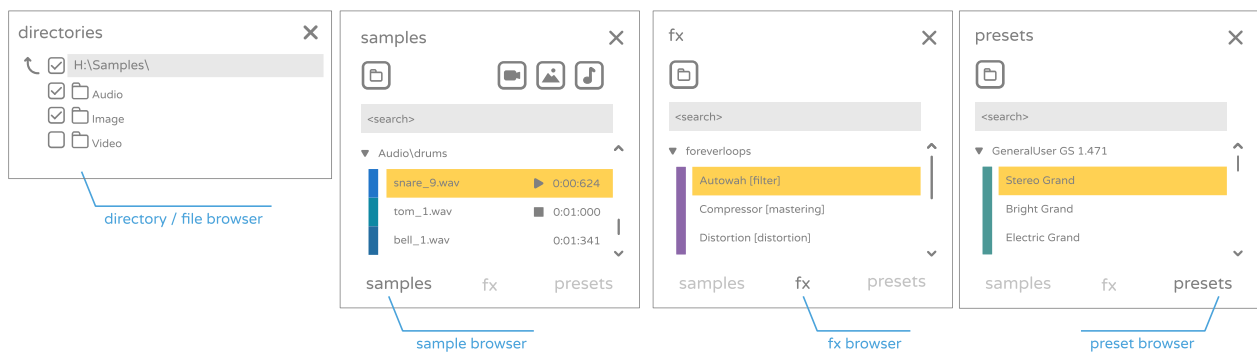 directories
H:\Samples\
Audio
Image
Video
directory / file browser
samples
<search>
Audio\drums
snare_9.wav 0:00:624
tom_1.wav 0:01:000
bell_1.wav 0:01:341
samples fx presets
sample browser
fx
<search>
foreverloops
Autowah [filter]
Compressor [mastering]
Distortion [distortion]
samples fx presets
fx browser
presets
<search>
GeneralUser GS 1.471
Stereo Grand
Bright Grand
Electric Grand
samples fx presets
preset browser